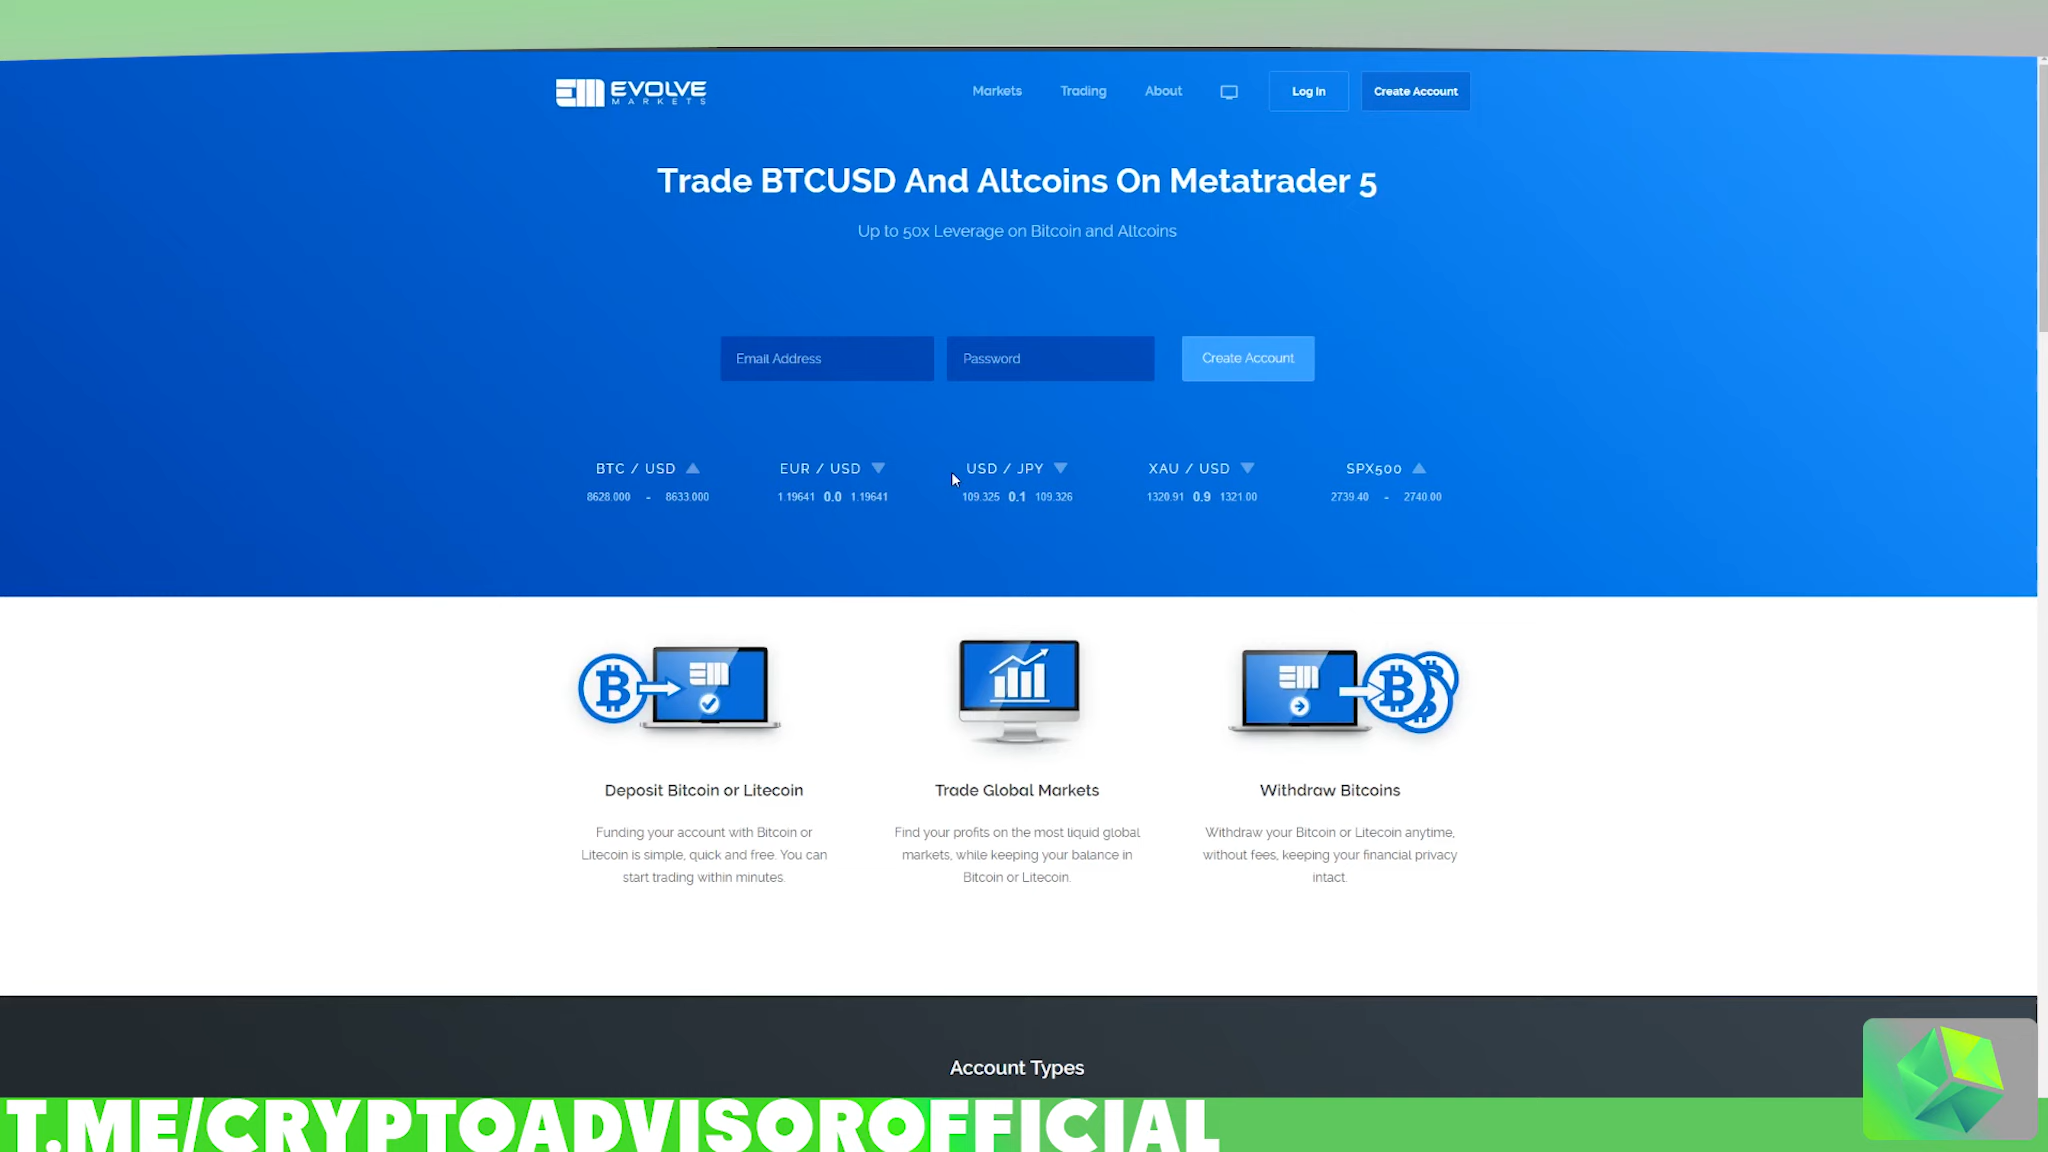 EVOLVE
MARKETS
Markets
Trading
About
Log In
Create Account
Trade BTCUSD And Altcoins On Metatrader 5
Up to 50x Leverage on Bitcoin and Altcoins
Email Address
Password
Create Account
BTC / USD
EUR / USD
USD / JPY
XAU / USD
SPX500
8628.000 - 8633.000
1.19641 0.0 1.19641
109.325 0.1 109.326
1320.91 0.9 1321.00
2739.40 - 2740.00
Deposit Bitcoin or Litecoin
Funding your account with Bitcoin or
Litecoin is simple, quick and free. You can
start trading within minutes.
Trade Global Markets
Find your profits on the most liquid global
markets, while keeping your balance in
Bitcoin or Litecoin.
Withdraw Bitcoins
Withdraw your Bitcoin or Litecoin anytime,
without fees, keeping your financial privacy
intact.
Account Types
T.ME/CRYPTOADVISOROFFICIAL